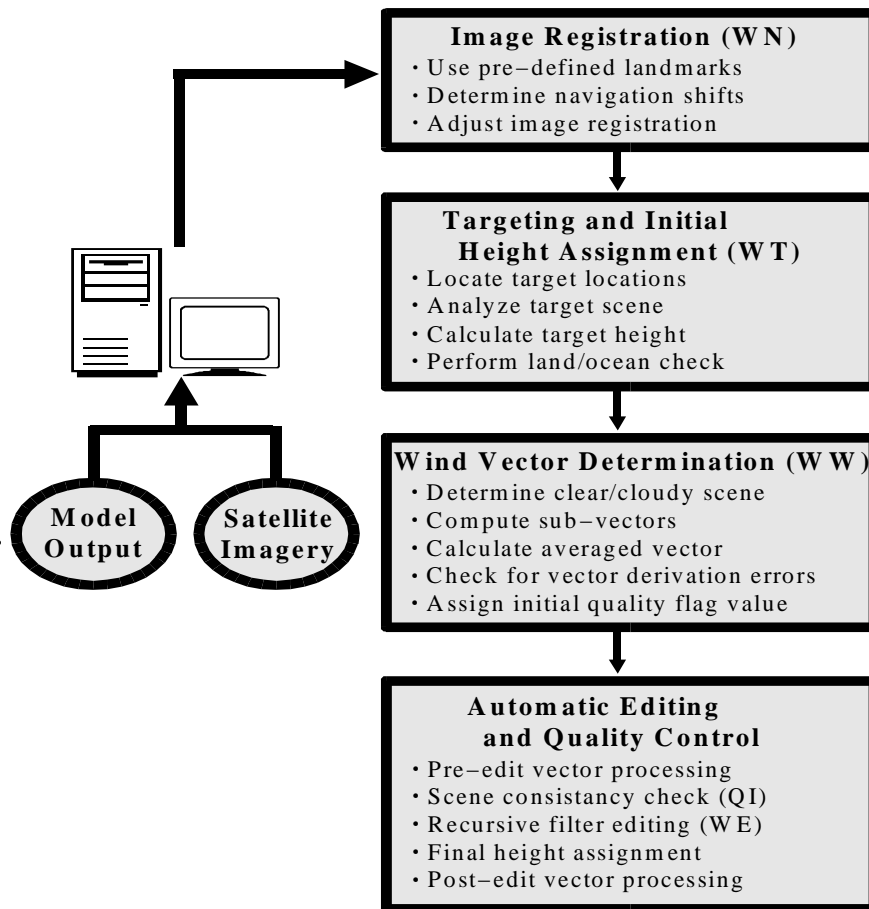 Image Registration (WN)
· Use pre–defined landmarks
· Determine navigation shifts
· Adjust image registration
Targeting and Initial
Height Assignment (WT)
· Locate target locations
· Analyze target scene
· Calculate target height
· Perform land/ocean check
Wind Vector Determination (WW)
· Determine clear/cloudy scene
· Compute sub–vectors
· Calculate averaged vector
· Check for vector derivation errors
· Assign initial quality flag value
Model
Output
Satellite
Imagery
Automatic Editing
and Quality Control
· Pre–edit vector processing
· Scene consistancy check (QI)
· Recursive filter editing (WE)
· Final height assignment
· Post–edit vector processing